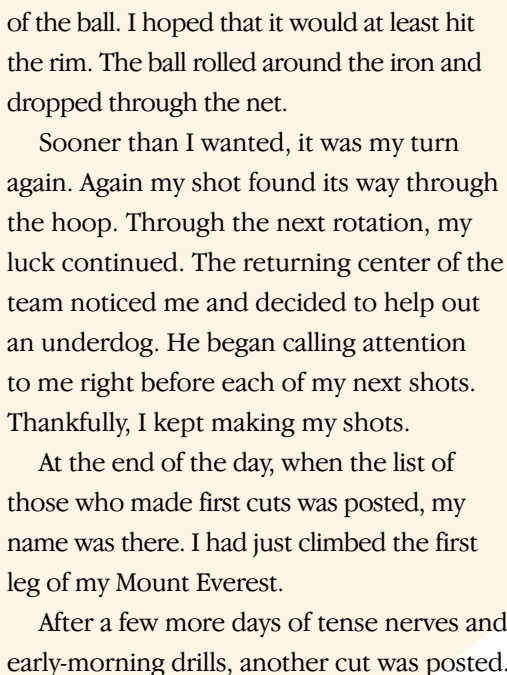 of the ball. I hoped that it would at least hit
the rim. The ball rolled around the iron and
dropped through the net.
Sooner than I wanted, it was my turn
again. Again my shot found its way through
the hoop. Through the next rotation, my
luck continued. The returning center of the
team noticed me and decided to help out
an underdog. He began calling attention
to me right before each of my next shots.
Thankfully, I kept making my shots.
At the end of the day, when the list of
those who made first cuts was posted, my
name was there. I had just climbed the first
leg of my Mount Everest.
After a few more days of tense nerves and
early-morning drills, another cut was posted.